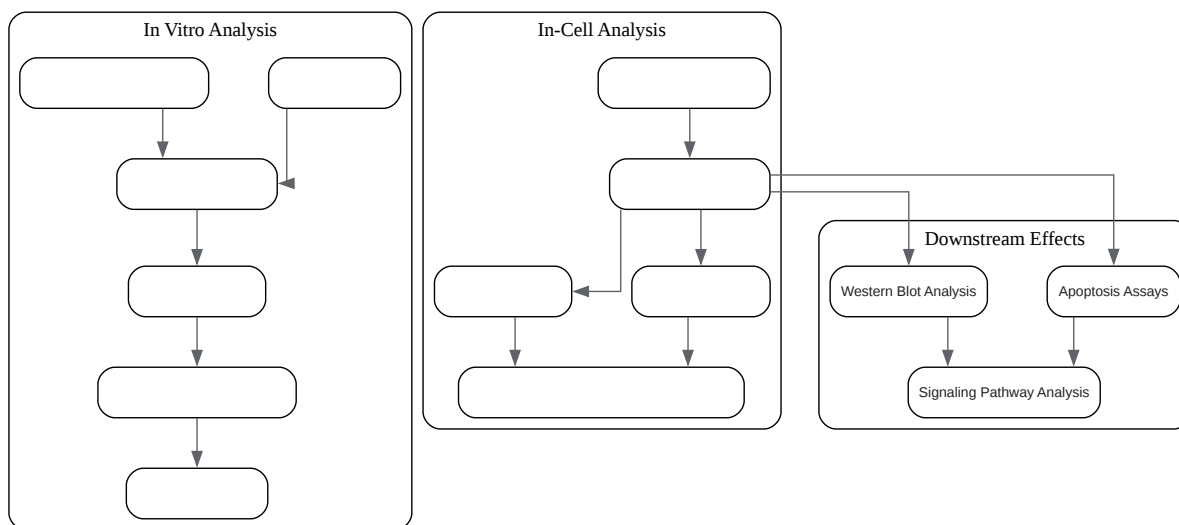 In Vitro Analysis
In-Cell Analysis
Downstream Effects
Western Blot Analysis
Apoptosis Assays
Signaling Pathway Analysis